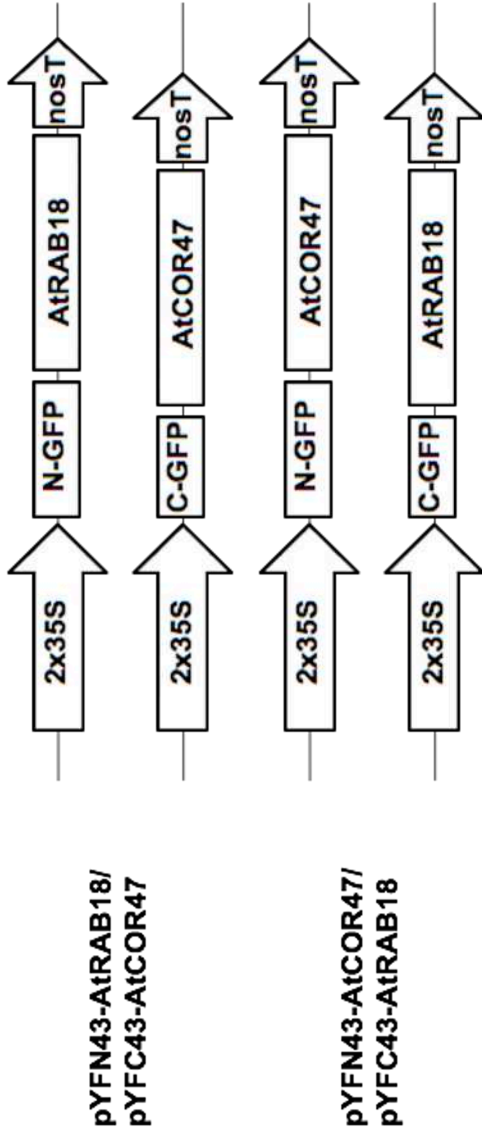 pYFN43-AtRAB18/
pYFC43-AtCOR47
2x35S N-GFP AtRAB18 nosT
2x35S C-GFP AtCOR47 nosT
pYFN43-AtCOR47/
pYFC43-AtRAB18
2x35S N-GFP AtCOR47 nosT
2x35S C-GFP AtRAB18 nosT